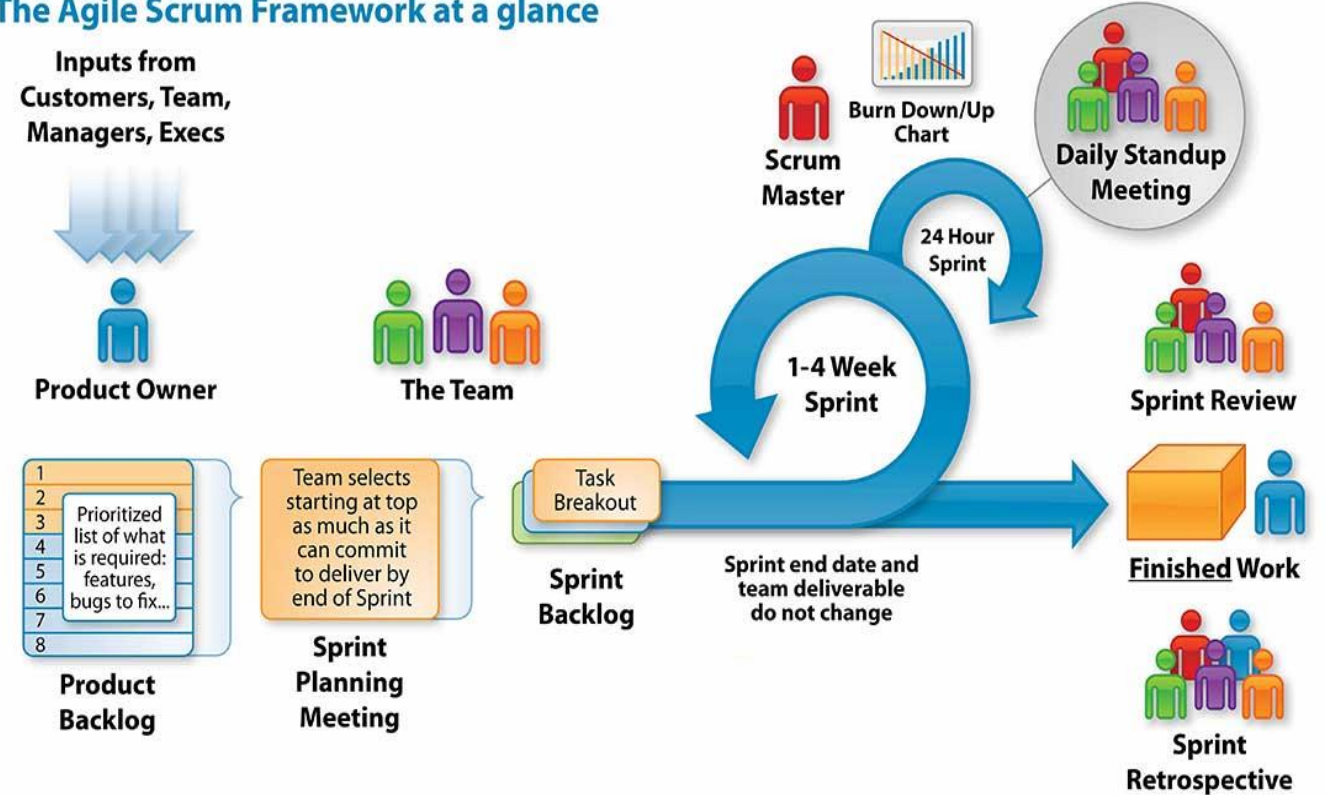 The Agile Scrum Framework at a glance
Inputs from
Customers, Team,
Managers, Execs
Product Owner
The Team
Scrum
Master
Burn Down/Up
Chart
Daily Standup
Meeting
24 Hour
Sprint
1-4 Week
Sprint
Sprint Review
1
2
3
4
5
6
7
8
Prioritized
list of what
is required:
features,
bugs to fix...
Product
Backlog
Team selects
starting at top
as much as it
can commit
to deliver by
end of Sprint
Sprint
Planning
Meeting
Task
Breakout
Sprint
Backlog
Sprint end date and
team deliverable
do not change
Finished Work
Sprint
Retrospective